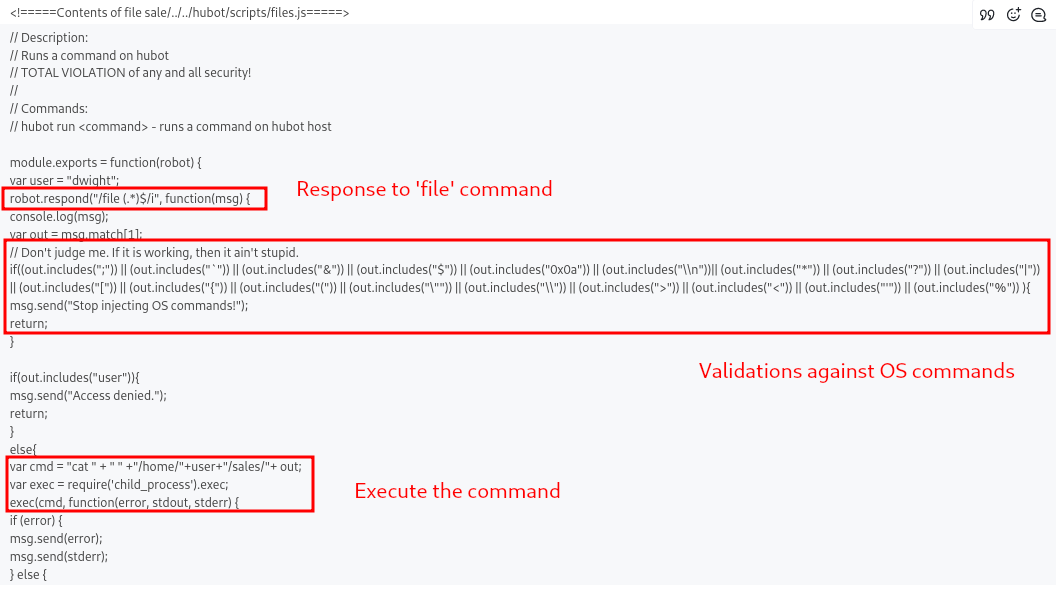 <!=====Contents of file sale/../../hubot/scripts/files.js=====>
// Description:
// Runs a command on hubot
// TOTAL VIOLATION of any and all security!
//
// Commands:
// hubot run <command> - runs a command on hubot host
module.exports = function(robot) {
var user = "dwight";
robot.respond("/file (.*)$/i", function(msg) {
Response to 'file' command
console.log(msg);
var out = msg.match[1];
// Don't judge me. If it is working, then it ain't stupid.
if((out.includes(";")) || (out.includes("`")) || (out.includes("&")) || (out.includes("$")) || (out.includes("0x0a")) || (out.includes("\\n"))|| (out.includes("*")) || (out.includes("?")) || (out.includes("|"))
|| (out.includes("[")) || (out.includes("{")) || (out.includes("(")) || (out.includes("\"")) || (out.includes("\\")) || (out.includes(">")) || (out.includes("<")) || (out.includes("'")) || (out.includes("%")) ){
msg.send("Stop injecting OS commands!");
return;
}
Validations against OS commands
if(out.includes("user")){
msg.send("Access denied.");
return;
}
else{
var cmd = "cat " + " " +"/home/"+user+"/sales/"+ out;
var exec = require('child_process').exec;
Execute the command
exec(cmd, function(error, stdout, stderr) {
if (error) {
msg.send(error);
msg.send(stderr);
} else {